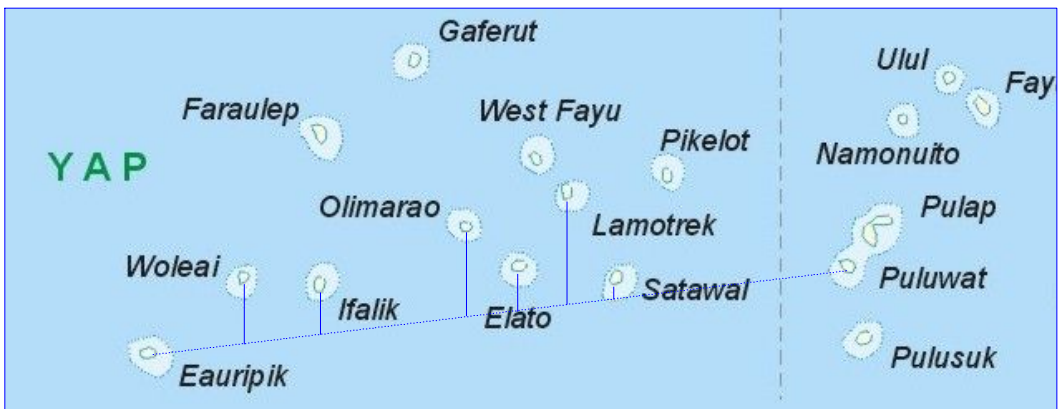 Gaferut
Ulul
Fay
Faraulep
West Fayu
Pikelot
Namonuito
YAP
Olimarao
Lamotrek
Pulap
Woleai
Ifalik
Elato
Satawal
Puluwat
Eauripik
Pulusuk